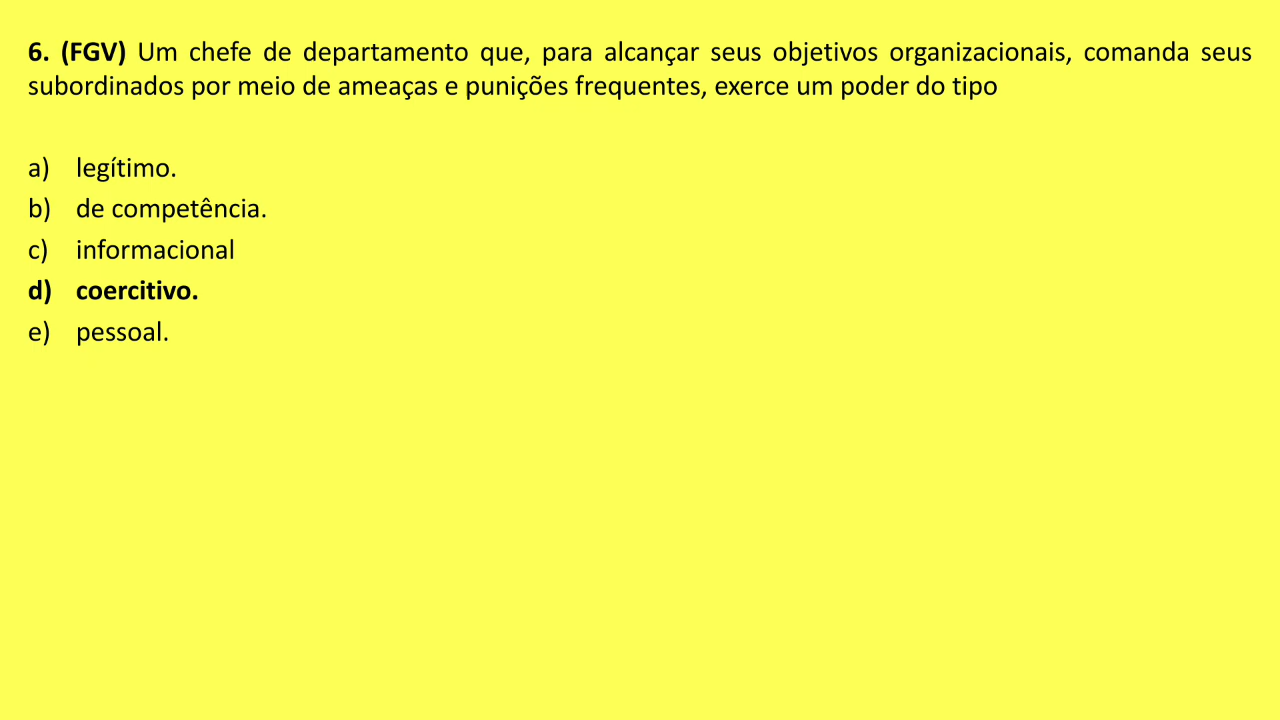 6. (FGV) Um chefe de departamento que, para alcançar seus objetivos organizacionais, comanda seus
subordinados por meio de ameaças e punições frequentes, exerce um poder do tipo
a) legítimo.
b) de competência.
c) informacional
d) coercitivo.
e) pessoal.